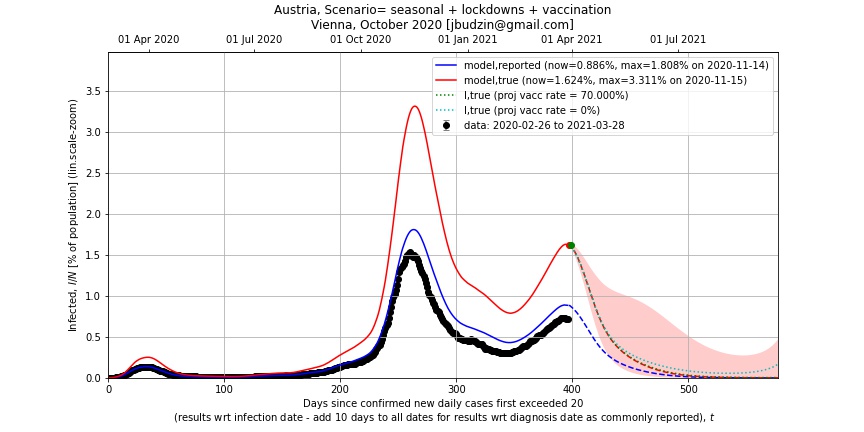 Austria, Scenario= seasonal + lockdowns + vaccination
Vienna, October 2020 [jbudzin@gmail.com]
01 Apr 2020 01 Jul 2020 01 Oct 2020 01 Jan 2021 01 Apr 2021 01 Jul 2021
model,reported (now=0.886%, max=1.808% on 2020-11-14)
model,true (now=1.624%, max=3.311% on 2020-11-15)
I,true (proj vacc rate = 70.000%)
I,true (proj vacc rate = 0%)
data: 2020-02-26 to 2021-03-28
Infected, I/N [% of population] (lin.scale-zoom)
3.5
3.0
2.5
2.0
1.5
1.0
0.5
0.0
0 100 200 300 400 500
Days since confirmed new daily cases first exceeded 20
(results wrt infection date - add 10 days to all dates for results wrt diagnosis date as commonly reported), t